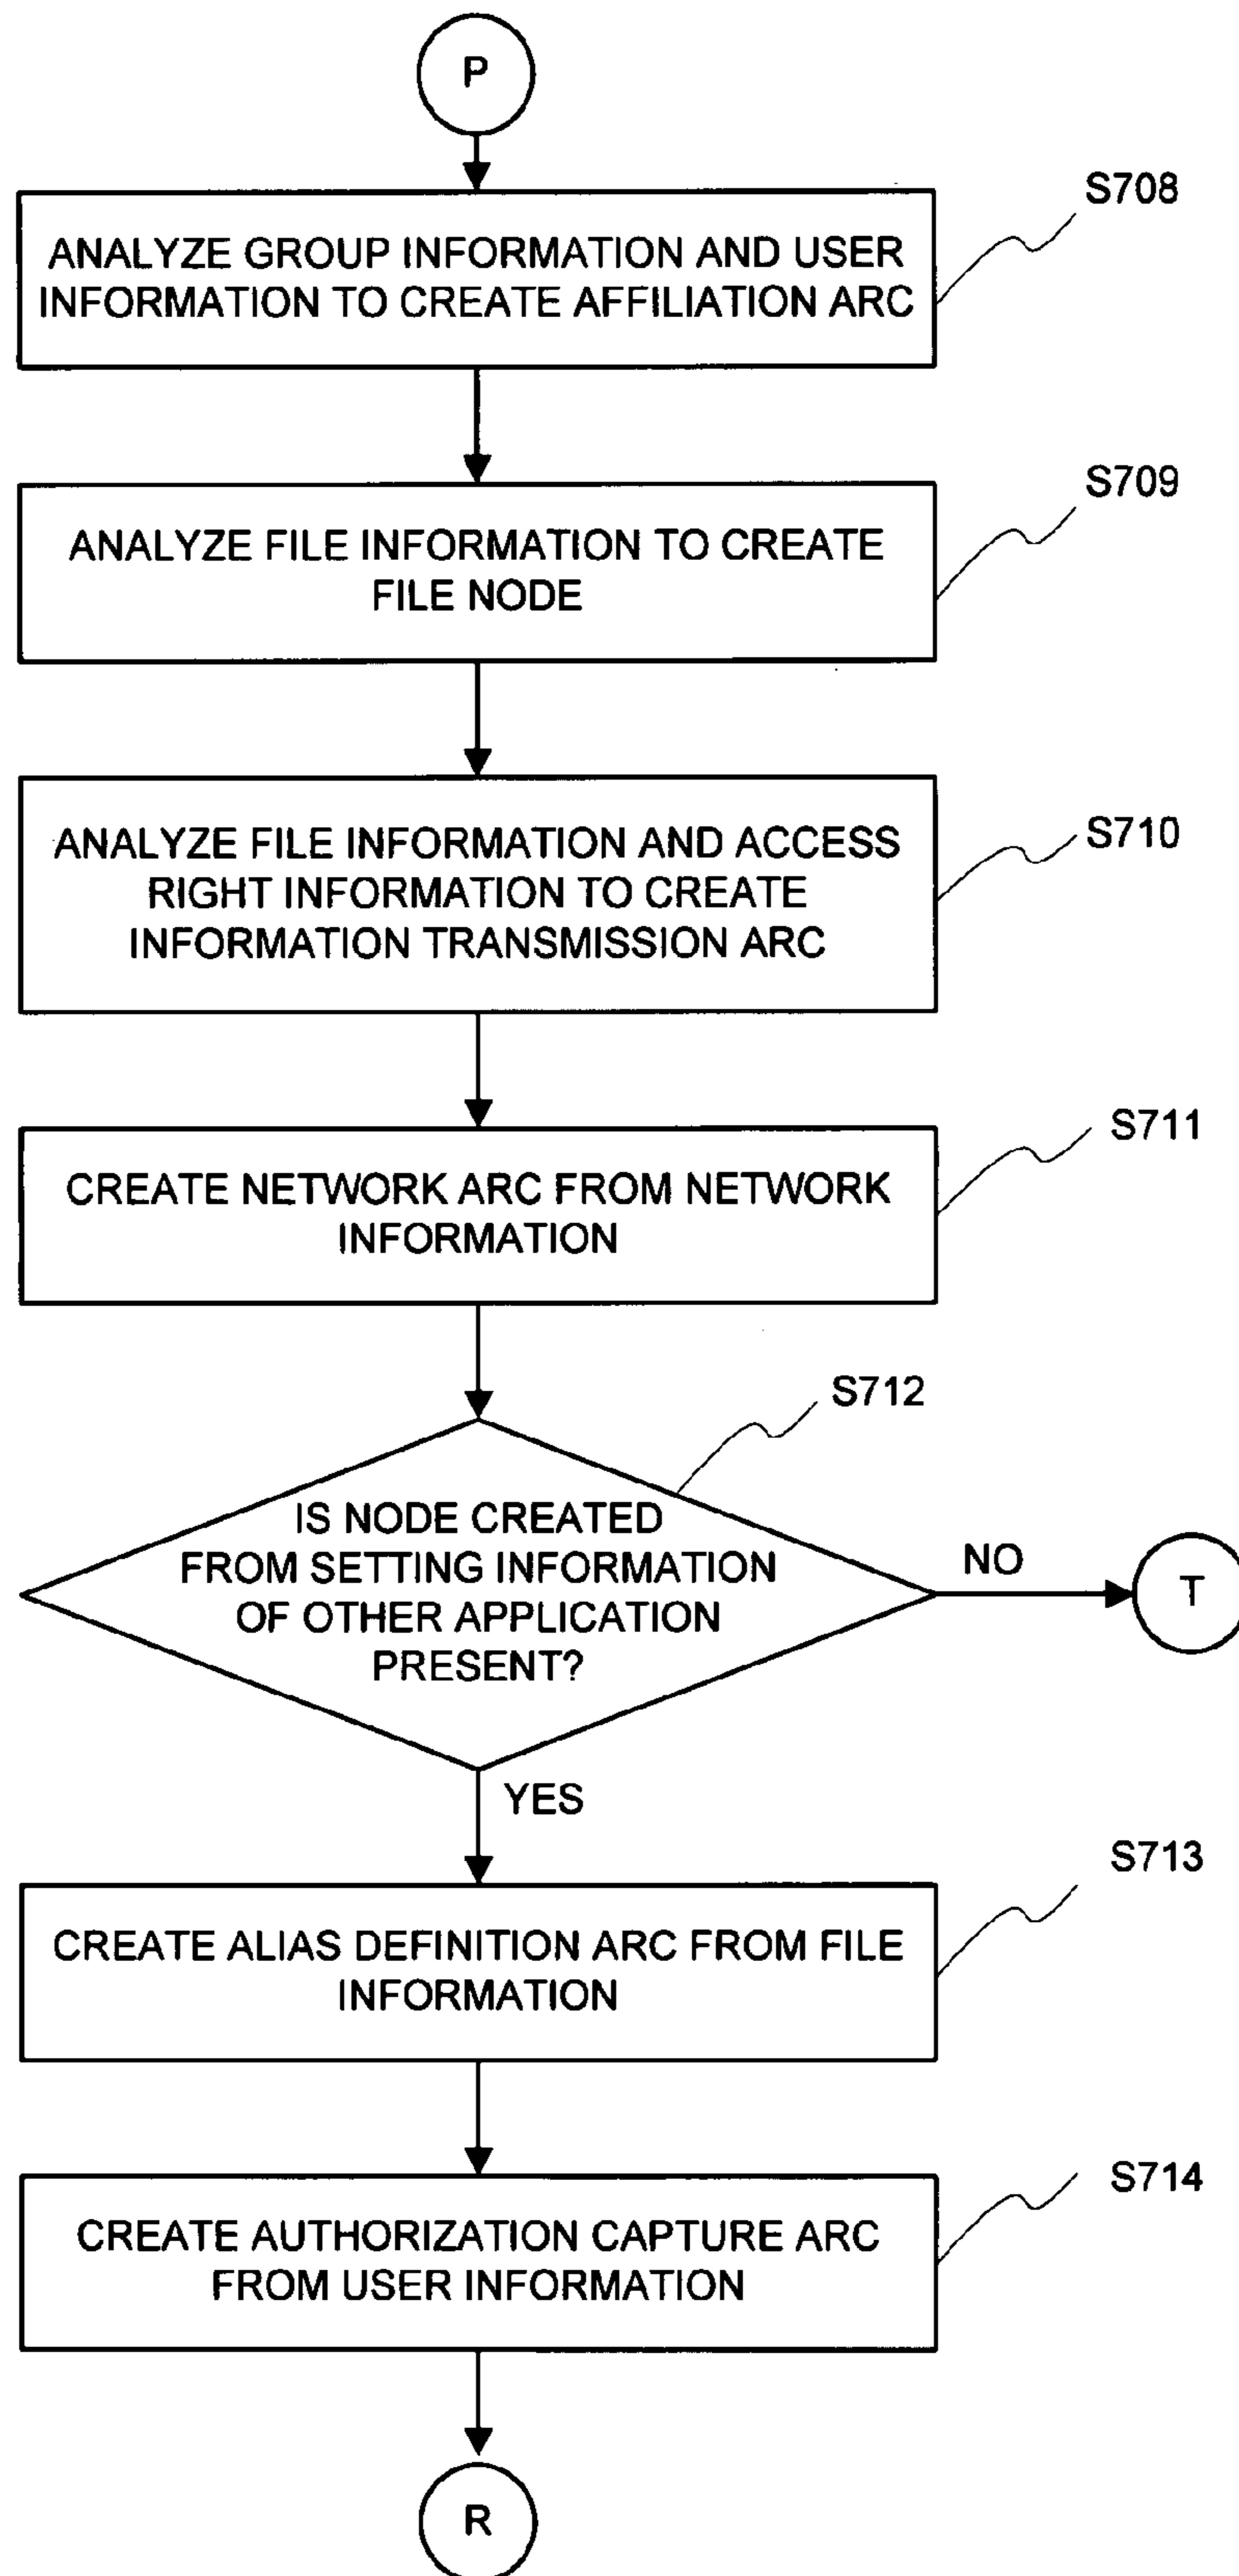 P
S708
ANALYZE GROUP INFORMATION AND USER
INFORMATION TO CREATE AFFILIATION ARC
S709
ANALYZE FILE INFORMATION TO CREATE
FILE NODE
S710
ANALYZE FILE INFORMATION AND ACCESS
RIGHT INFORMATION TO CREATE
INFORMATION TRANSMISSION ARC
S711
CREATE NETWORK ARC FROM NETWORK
INFORMATION
S712
IS NODE CREATED
FROM SETTING INFORMATION
OF OTHER APPLICATION
PRESENT?
NO
T
YES
S713
CREATE ALIAS DEFINITION ARC FROM FILE
INFORMATION
S714
CREATE AUTHORIZATION CAPTURE ARC
FROM USER INFORMATION
R